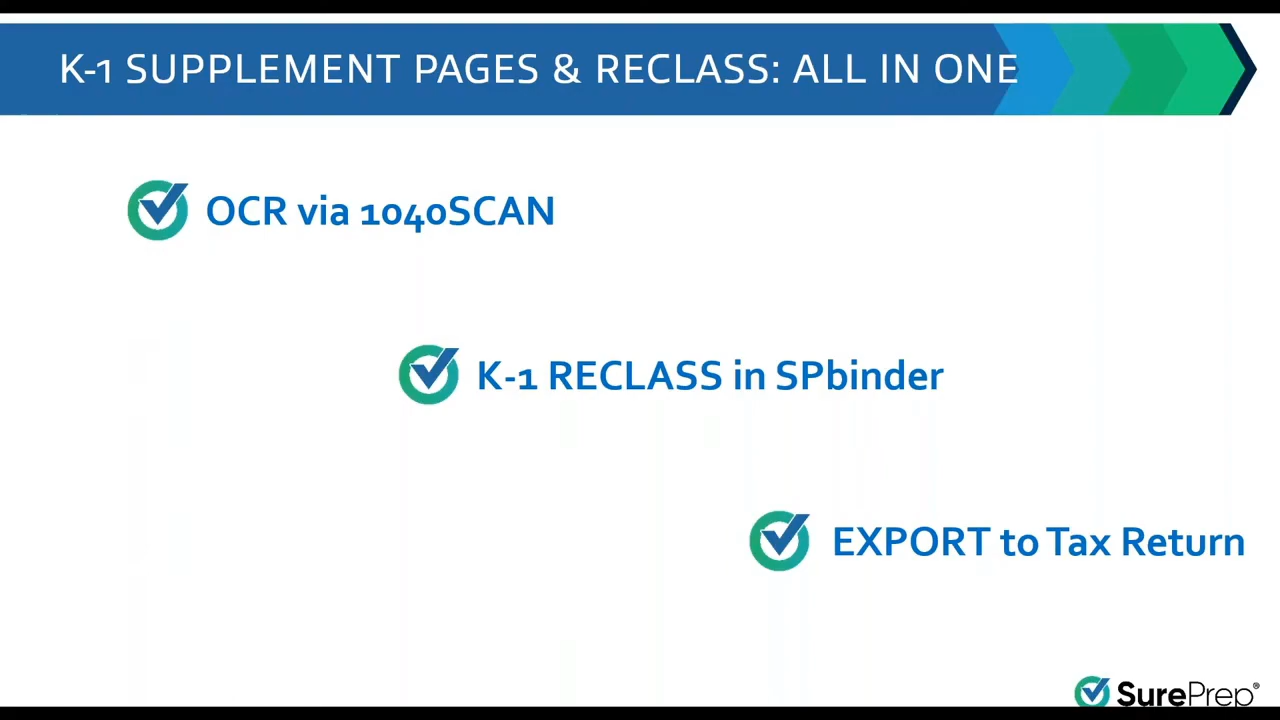 K-1 SUPPLEMENT PAGES & RECLASS: ALL IN ONE
OCR via 1040SCAN
K-1 RECLASS in SPbinder
EXPORT to Tax Return
SurePrep®